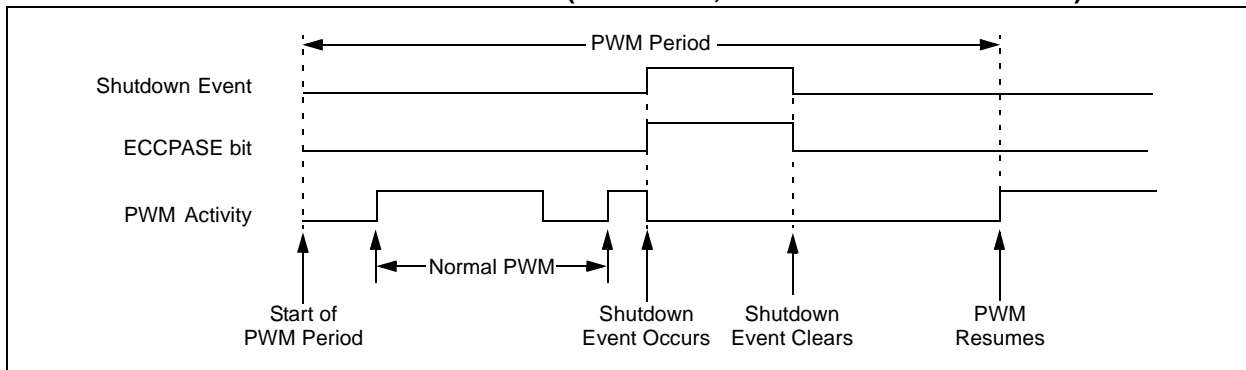 PWM Period
Shutdown Event
ECCPASE bit
PWM Activity
Normal PWM
Start of
PWM Period
Shutdown
Event Occurs
Shutdown
Event Clears
PWM
Resumes